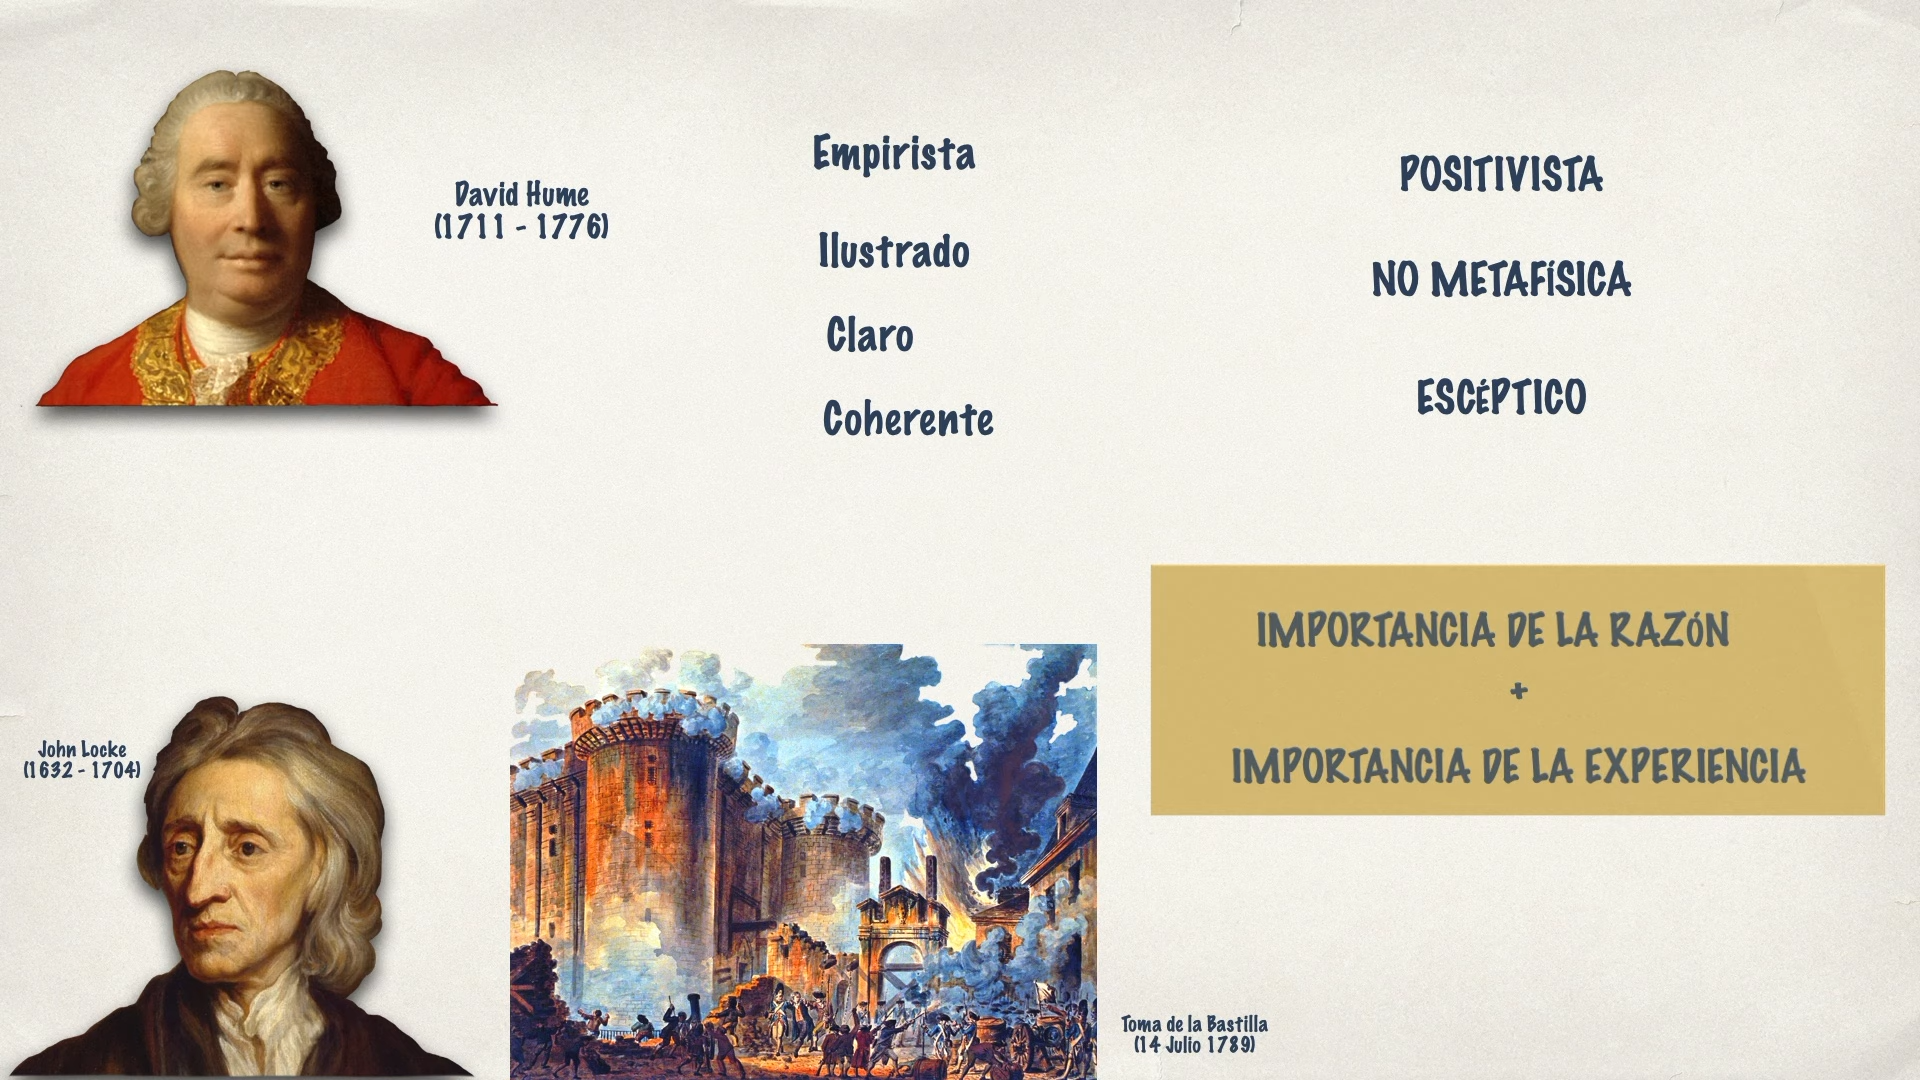 David Hume
(1711 - 1776)
Empirista
Ilustrado
Claro
Coherente
POSITIVISTA
NO METAFÍSICA
ESCÉPTICO
John Locke
(1632 - 1704)
Toma de la Bastilla
(14 Julio 1789)
IMPORTANCIA DE LA RAZÓN
+
IMPORTANCIA DE LA EXPERIENCIA